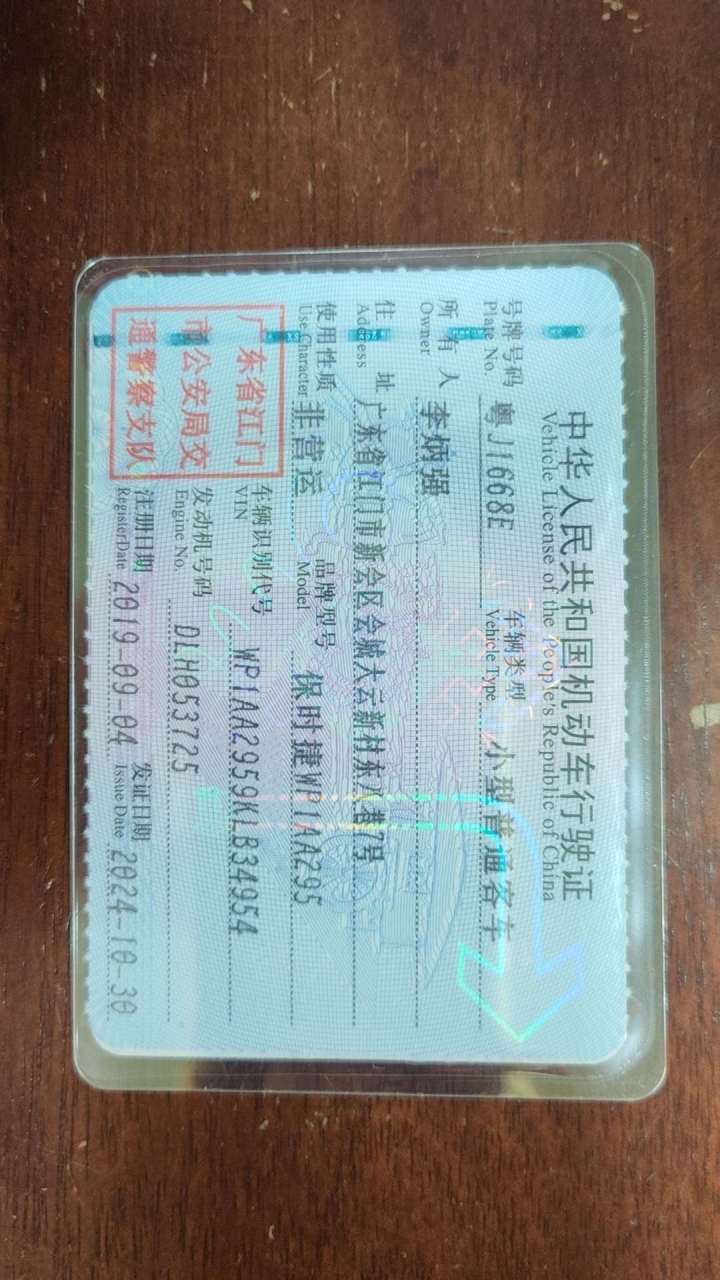 中华人民共和国机动车行驶证
Vehicle License of the People's Republic of China
号牌号码 粤J1668E 车辆类型 小型普通客车
Plate No. Vehicle Type
所有人 李炳强
Owner
住址 广东省江门市新会区会城大云新村东八巷7号
Address
使用性质 非营运 品牌型号 保时捷WP1AA295
Use Character Model
广东省江门
市公安局交
通警察支队
车辆识别代号 WP1AA2959KLB34954
VIN
发动机号码 DLH053725
Engine No.
注册日期 2019-09-04 发证日期 2024-10-30
Register Date Issue Date